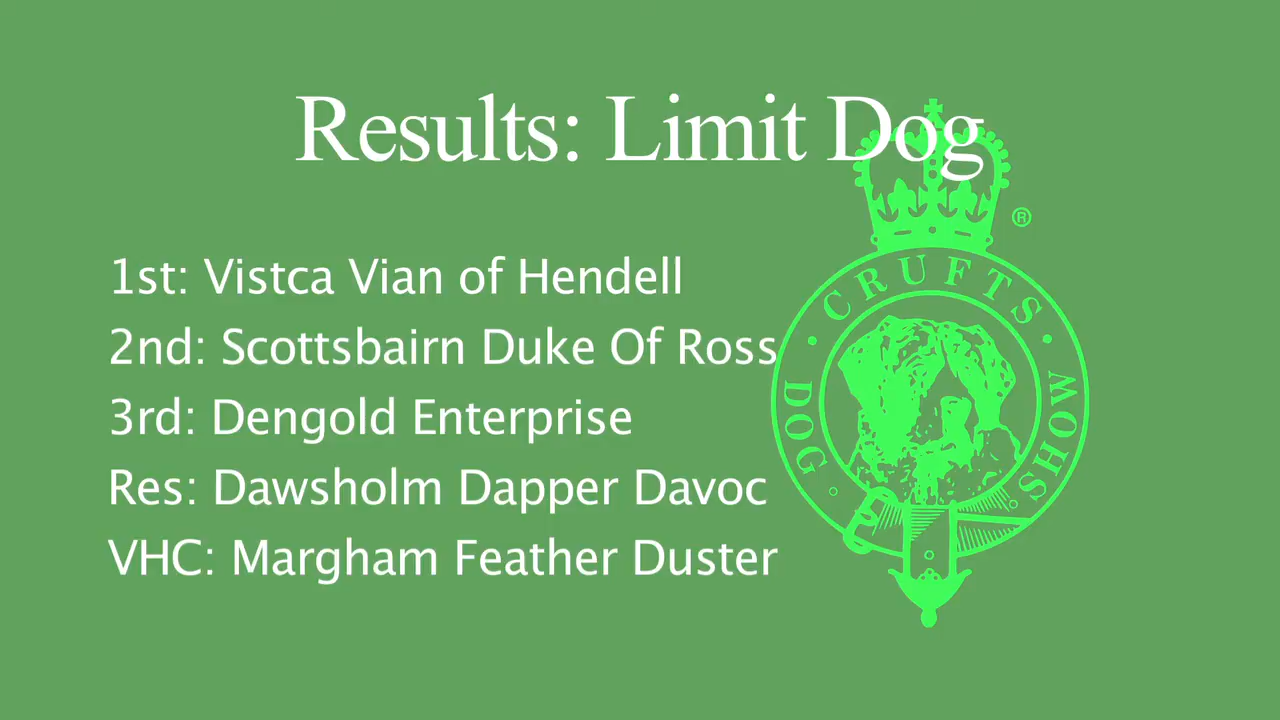 Results: Limit Dog
®
1st: Vistca Vian of Hendell
2nd: Scottsbairn Duke Of Ross
3rd: Dengold Enterprise
Res: Dawsholm Dapper Davoc
VHC: Margham Feather Duster
· CRUFTS ·
DOG SHOW